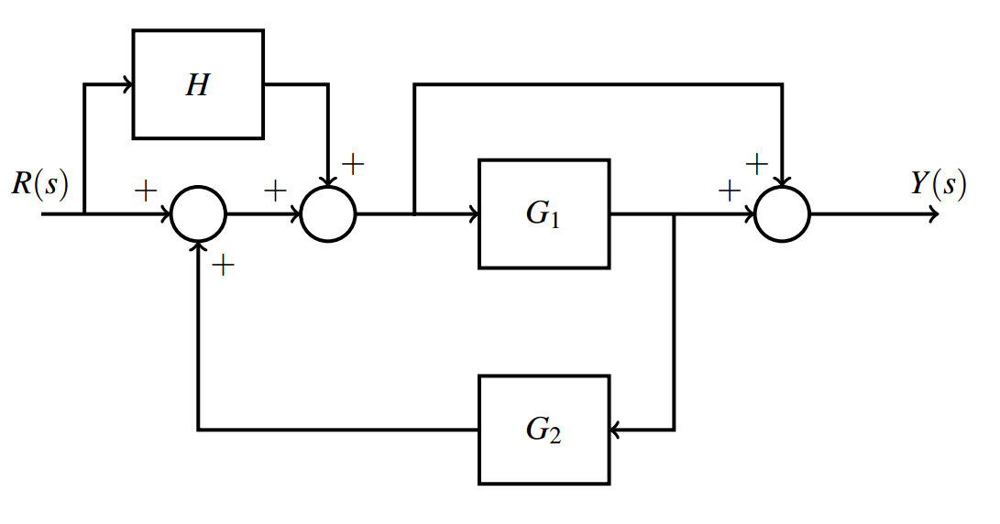 H
+
R(s)
+
+
+
+
Y(s)
G₁
+
G₂